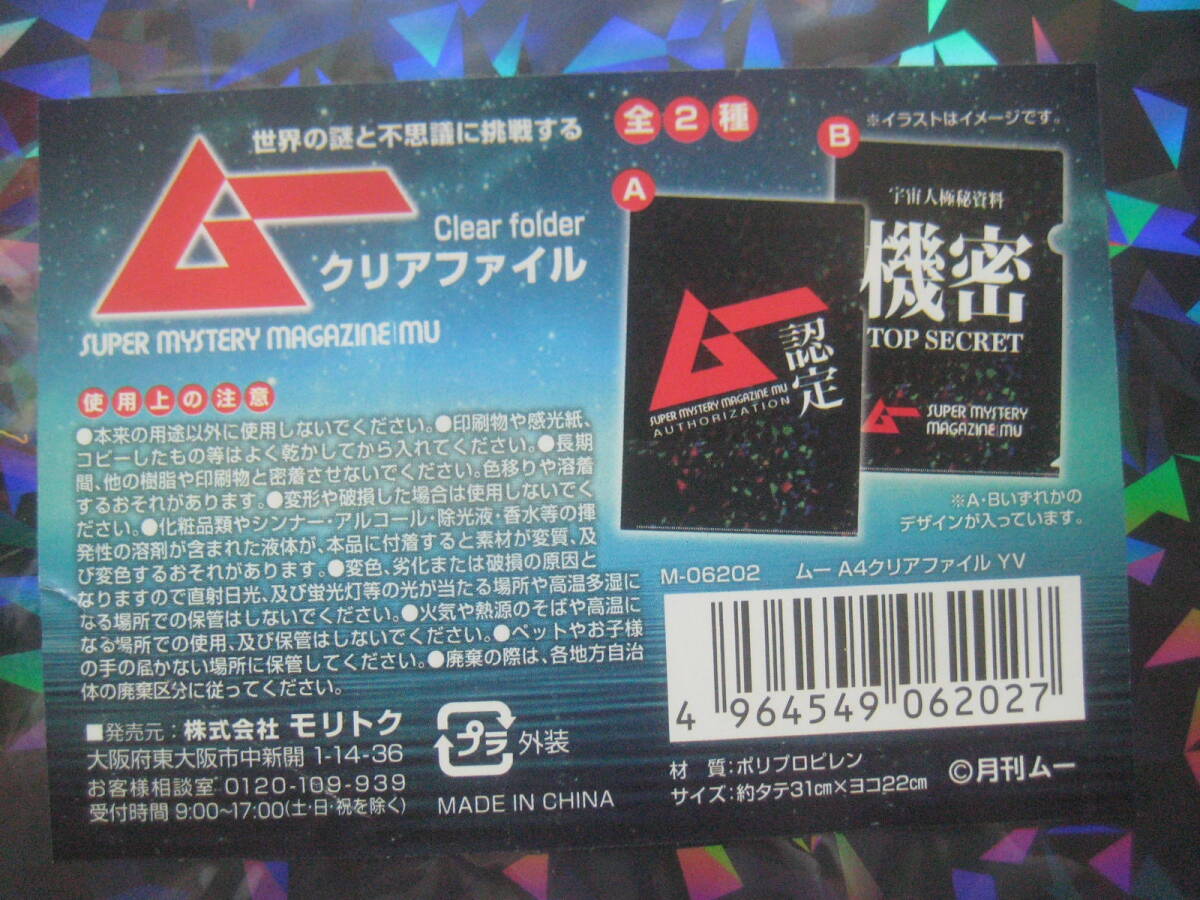 世界の謎と不思議に挑戦する
ムー
Clear folder
クリアファイル
SUPER MYSTERY MAGAZINE MU
全2種
※イラストはイメージです。
A
ムー認定
SUPER MYSTERY MAGAZINE MU
AUTHORIZATION
B
宇宙人極秘資料
機密
TOP SECRET
ムー
SUPER MYSTERY
MAGAZINE MU
※A・Bいずれかの
デザインが入っています。
使用上の注意
●本来の用途以外に使用しないでください。●印刷物や感光紙、
コピーしたもの等はよく乾かしてから入れてください。●長期
間、他の樹脂や印刷物と密着させないでください。色移りや溶着
するおそれがあります。●変形や破損した場合は使用しないでく
ださい。●化粧品類やシンナー・アルコール・除光液・香水等の揮
発性の溶剤が含まれた液体が、本品に付着すると素材が変質、及
び変色するおそれがあります。●変色、劣化または破損の原因と
なりますので直射日光、及び蛍光灯等の光が当たる場所や高温多湿に
なる場所での保管はしないでください。●火気や熱源のそばや高温に
なる場所での使用、及び保管はしないでください。●ペットやお子様
の手の届かない場所に保管してください。●廃棄の際は、各地方自治
体の廃棄区分に従ってください。
■発売元：株式会社 モリトク
大阪府東大阪市中新開 1-14-36
お客様相談室 0120-109-939
受付時間 9:00〜17:00(土・日・祝を除く)
プラ 外装
MADE IN CHINA
M-06202 ムー A4クリアファイル YV
4 964549 062027
材 質：ポリプロピレン
サイズ：約タテ31cm×ヨコ22cm
©月刊ムー